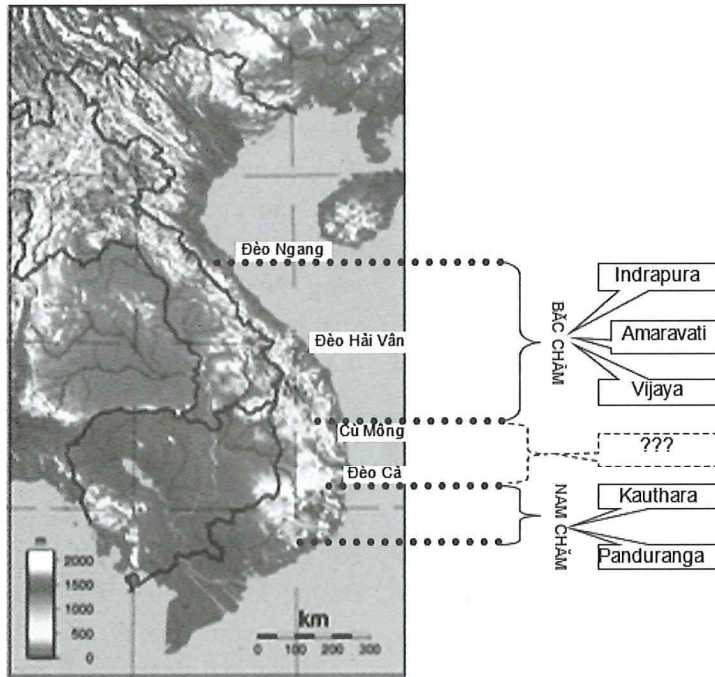 Đèo Ngang
Đèo Hải Vân
Cù Mông
Đèo Cả
BẮC CHĂM
NAM CHĂM
Indrapura
Amaravati
Vijaya
???
Kauthara
Panduranga
m
2000
1500
1000
500
0
km
0 50 100 200 300